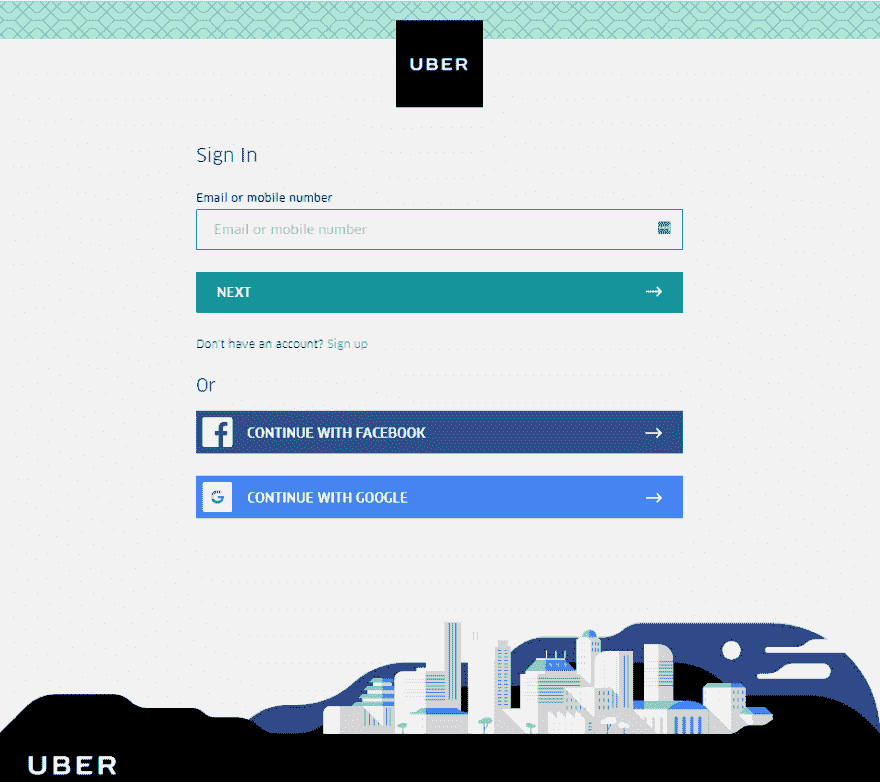 UBER
Sign In
Email or mobile number
Email or mobile number
NEXT
Don't have an account? Sign up
Or
CONTINUE WITH FACEBOOK
CONTINUE WITH GOOGLE
UBER